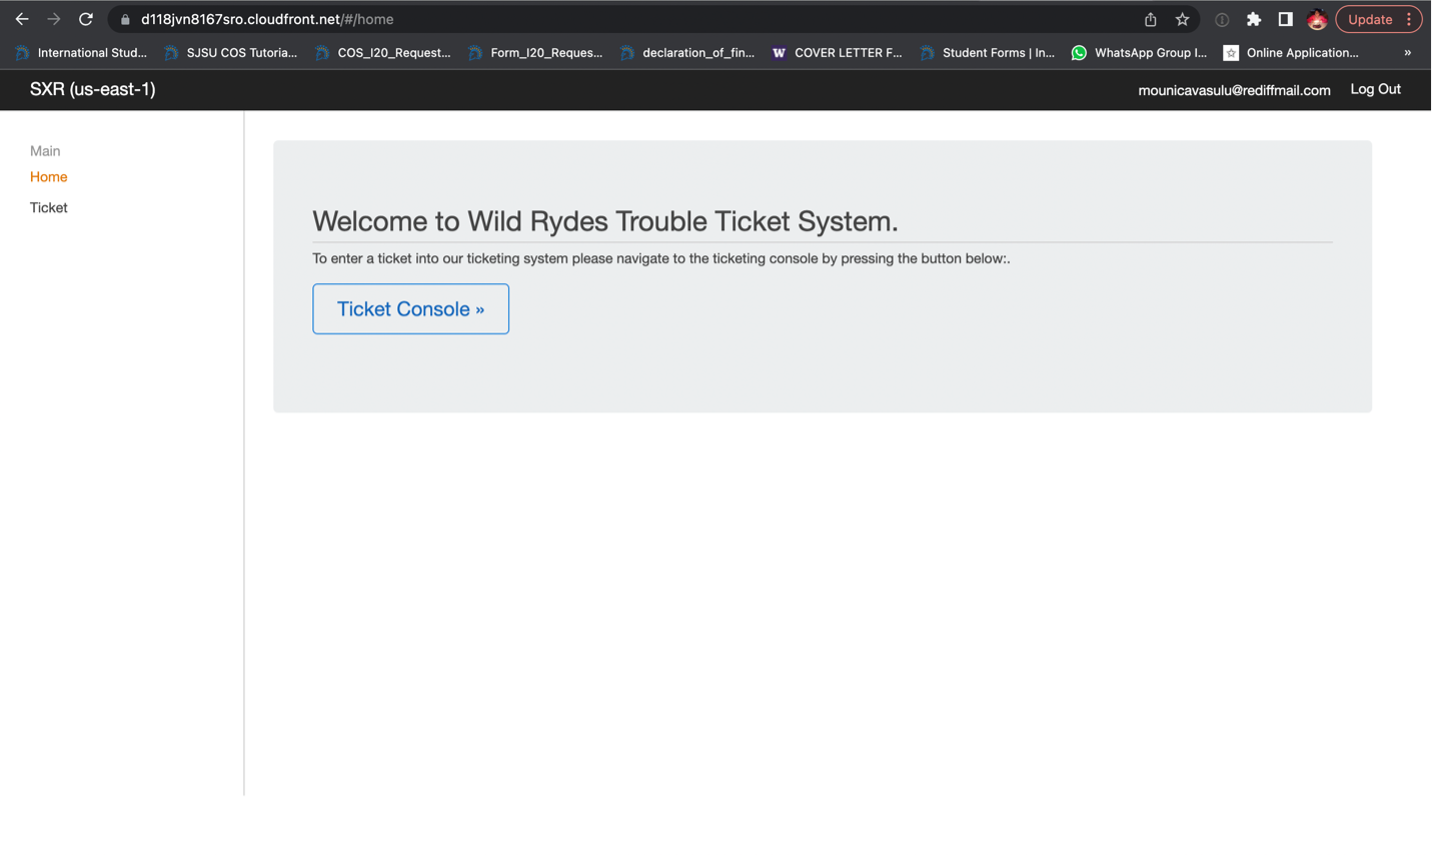 d118jvn8167sro.cloudfront.net/#/home
Update
International Stud...
SJSU COS Tutoria...
COS_I20_Request...
Form_I20_Reques...
declaration_of_fin...
W
COVER LETTER F...
Student Forms | In...
WhatsApp Group I...
Online Application...
»
SXR (us-east-1)
mounicavasulu@rediffmail.com
Log Out
Main
Home
Ticket
Welcome to Wild Rydes Trouble Ticket System.
To enter a ticket into our ticketing system please navigate to the ticketing console by pressing the button below:.
Ticket Console »